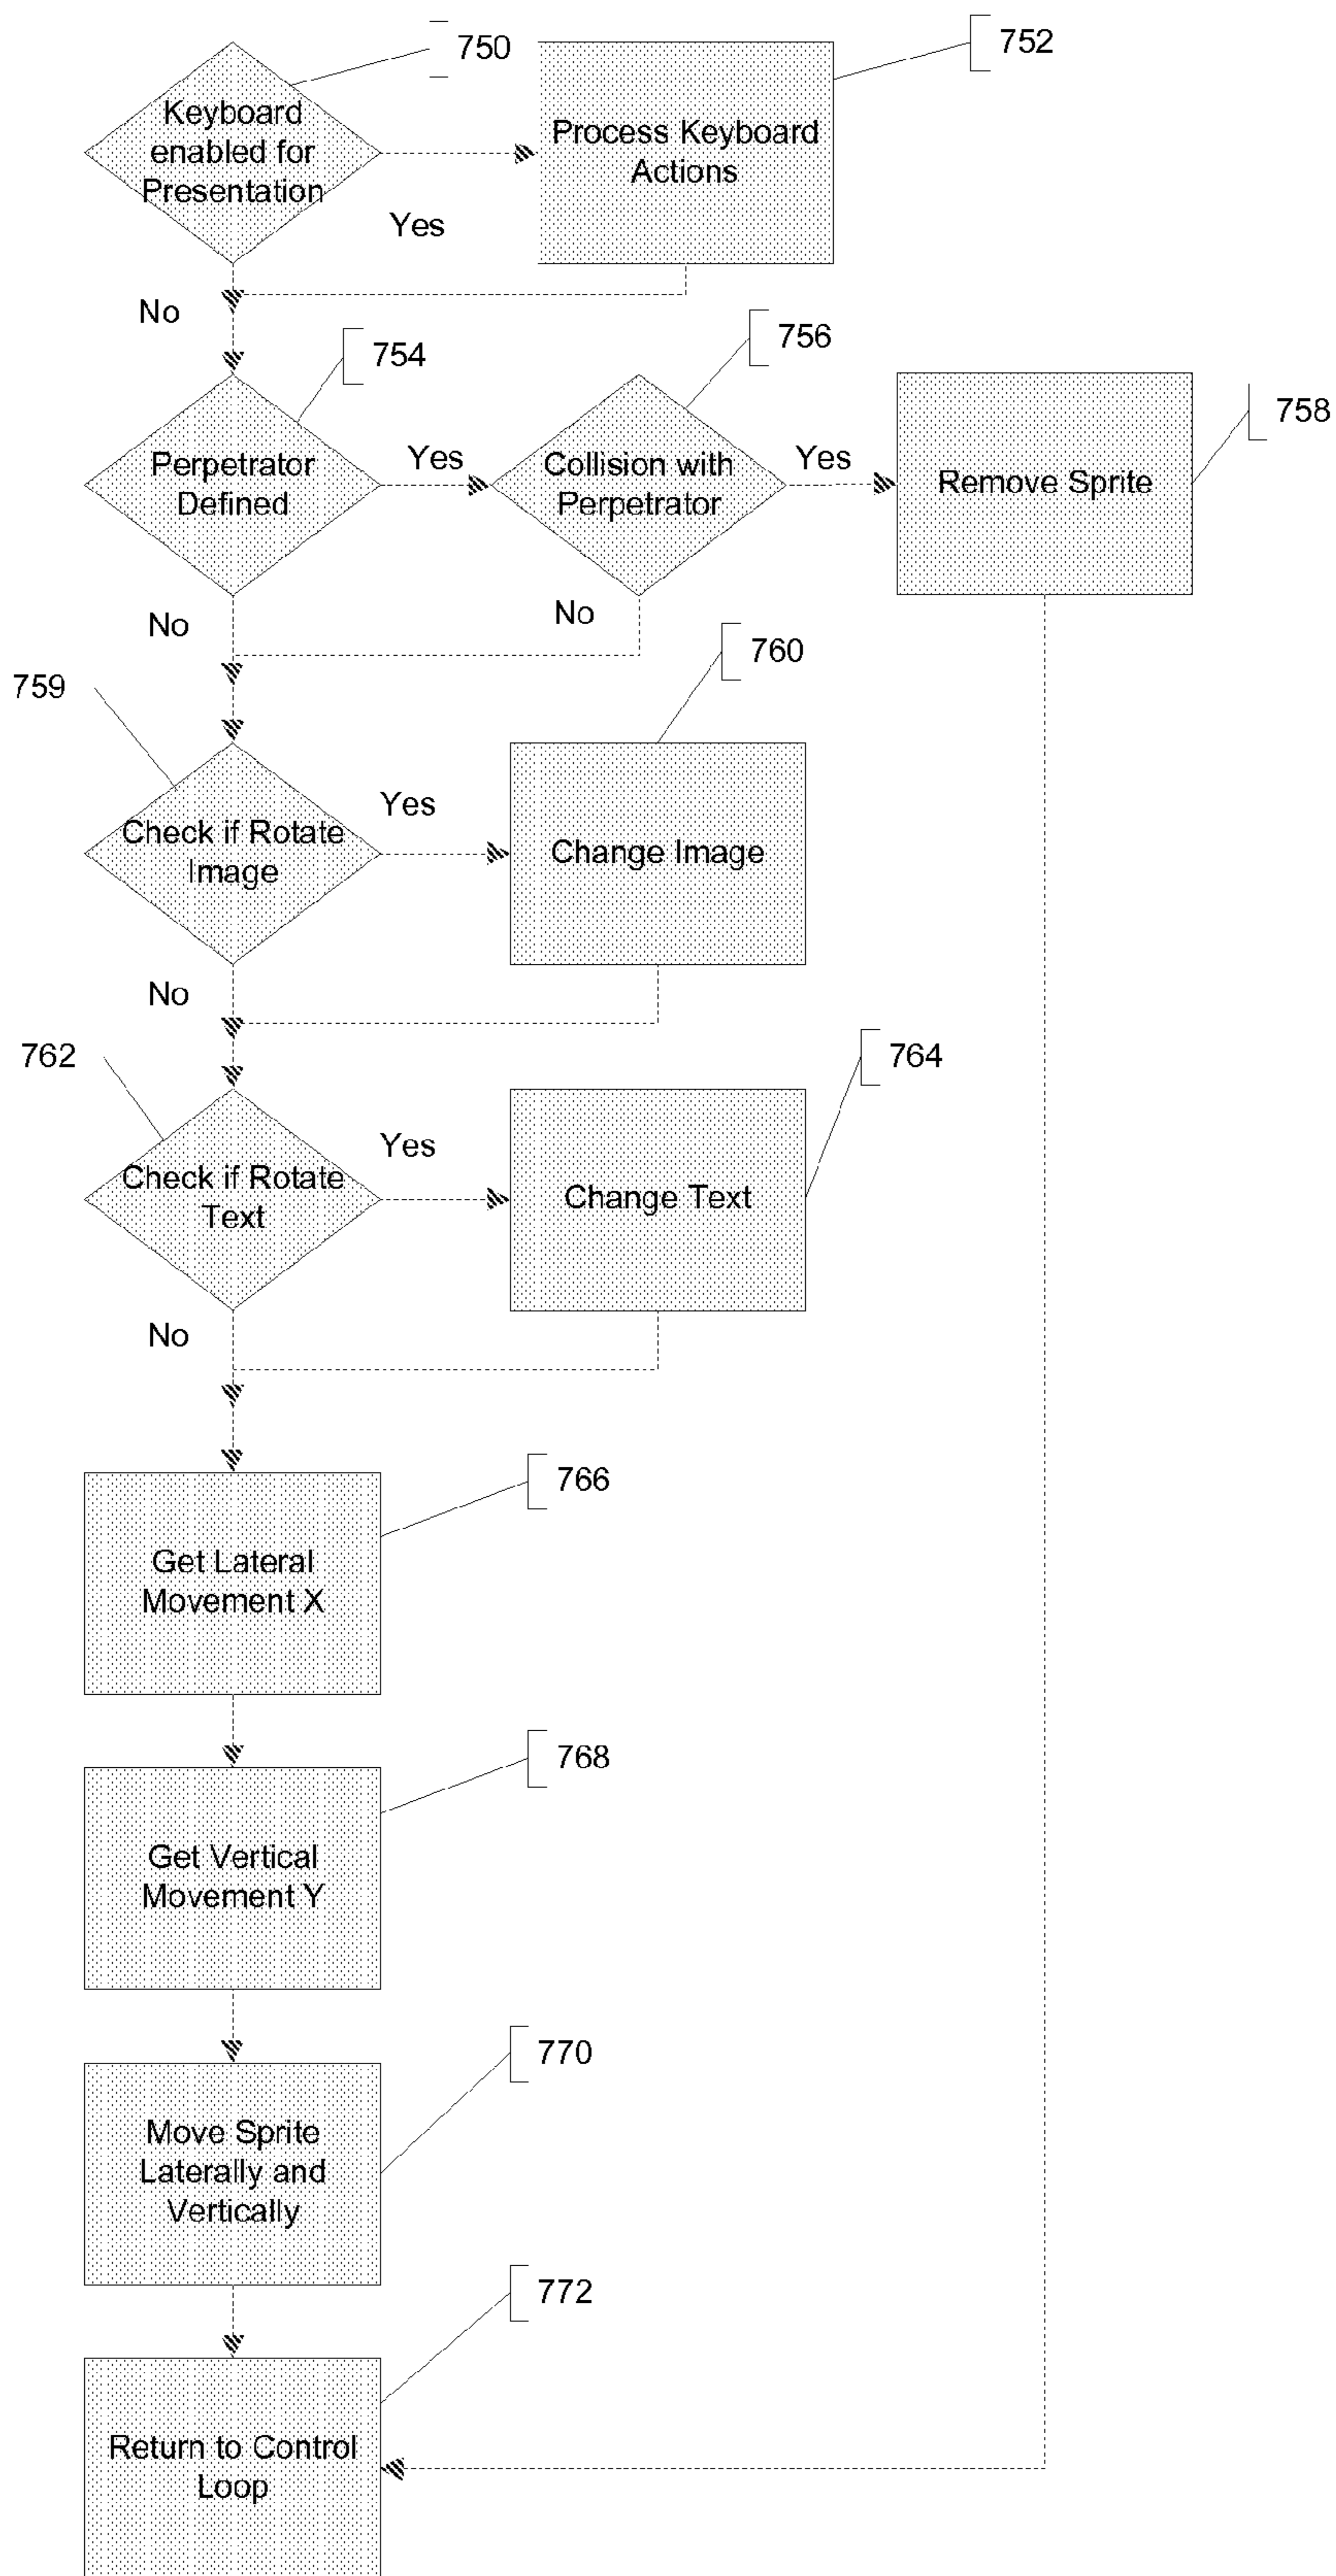 750
752
Keyboard
enabled for
Presentation
Process Keyboard
Actions
Yes
No
754
756
758
Perpetrator
Defined
Yes
Collision with
Perpetrator
Yes
Remove Sprite
No
No
759
760
Check if Rotate
Image
Yes
Change Image
No
762
764
Check if Rotate
Text
Yes
Change Text
No
766
Get Lateral
Movement X
768
Get Vertical
Movement Y
770
Move Sprite
Laterally and
Vertically
772
Return to Control
Loop